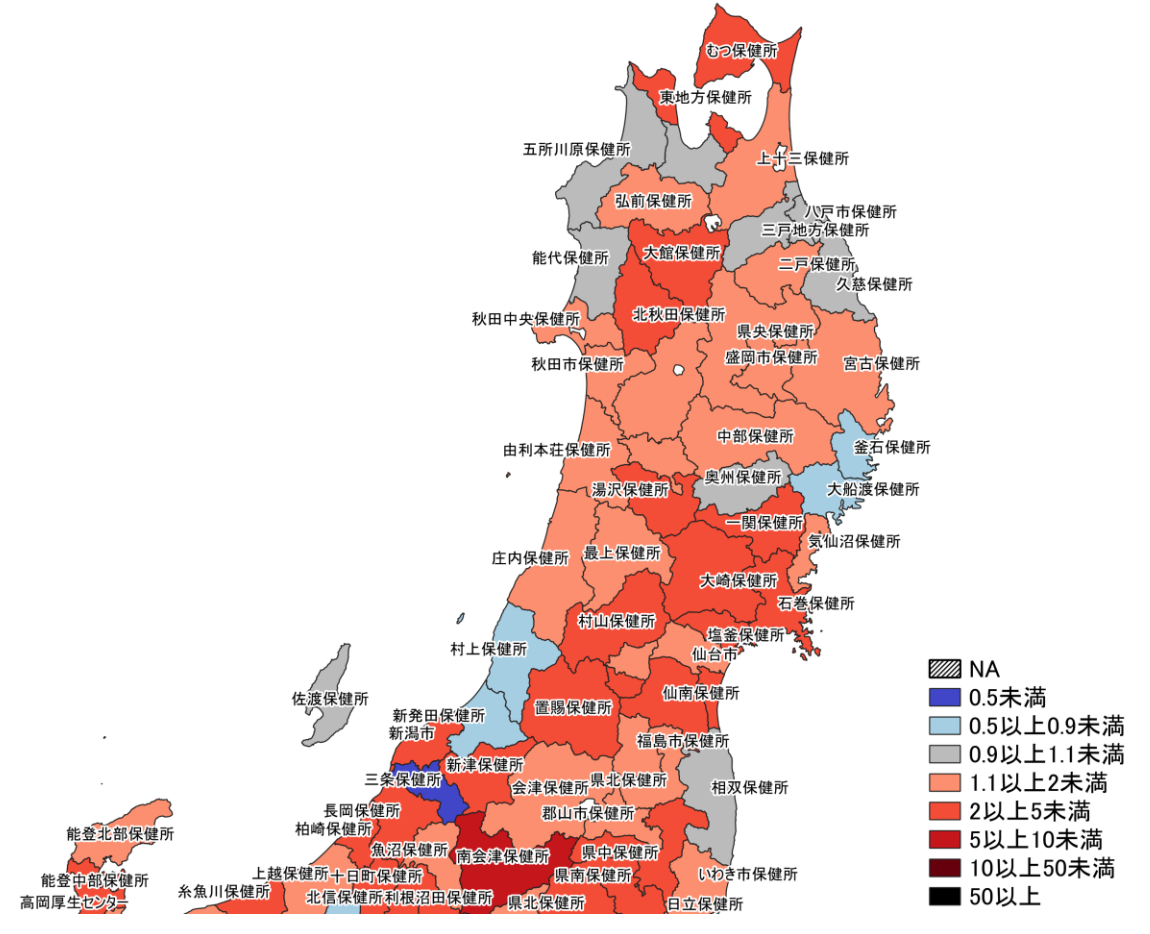 むつ保健所
東地方保健所
五所川原保健所
上十三保健所
弘前保健所
八戸市保健所
三戸地方保健所
大館保健所
能代保健所
二戸保健所
久慈保健所
北秋田保健所
秋田中央保健所
県央保健所
盛岡市保健所
秋田市保健所
宮古保健所
中部保健所
釜石保健所
由利本荘保健所
奥州保健所
湯沢保健所
大船渡保健所
一関保健所
気仙沼保健所
庄内保健所
最上保健所
大崎保健所
石巻保健所
村山保健所
塩釜保健所
村上保健所
仙台市
仙南保健所
佐渡保健所
置賜保健所
新発田保健所
新潟市
福島市保健所
新津保健所
三条保健所
会津保健所
県北保健所
相双保健所
長岡保健所
郡山市保健所
柏崎保健所
能登北部保健所
魚沼保健所
南会津保健所
県中保健所
上越保健所
十日町保健所
県南保健所
いわき市保健所
能登中部保健所
糸魚川保健所
北信保健所
利根沼田保健所
県北保健所
日立保健所
高岡厚生センター
NA
0.5未満
0.5以上0.9未満
0.9以上1.1未満
1.1以上2未満
2以上5未満
5以上10未満
10以上50未満
50以上